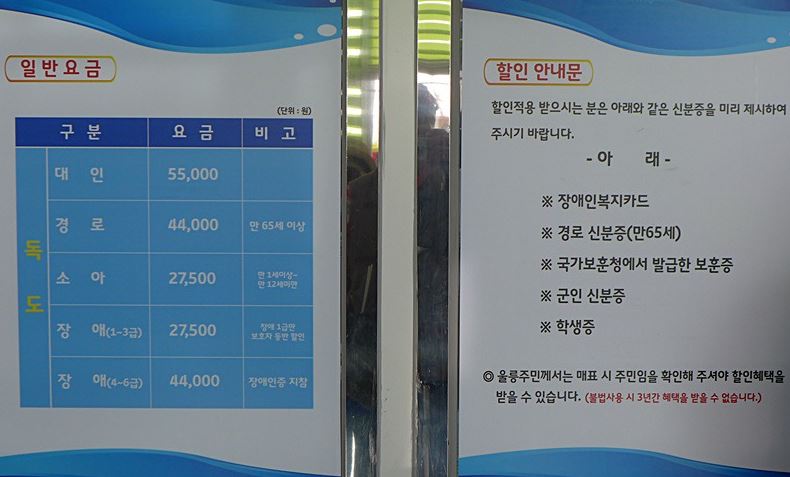 일반요금
(단위 : 원)
구 분 요 금 비 고
독도
대 인 55,000
경 로 44,000 만 65세 이상
소 아 27,500 만 1세이상~
만 12세미만
장 애(1~3급) 27,500 장애 1급만
보호자 동반 할인
장 애(4~6급) 44,000 장애인증 지참
할인 안내문
할인적용 받으시는 분은 아래와 같은 신분증을 미리 제시하여
주시기 바랍니다.
- 아 래 -
※ 장애인복지카드
※ 경로 신분증(만65세)
※ 국가보훈청에서 발급한 보훈증
※ 군인 신분증
※ 학생증
◎ 울릉주민께서는 매표 시 주민임을 확인해 주셔야 할인혜택을
받을 수 있습니다. (불법사용 시 3년간 혜택을 받을 수 없습니다.)